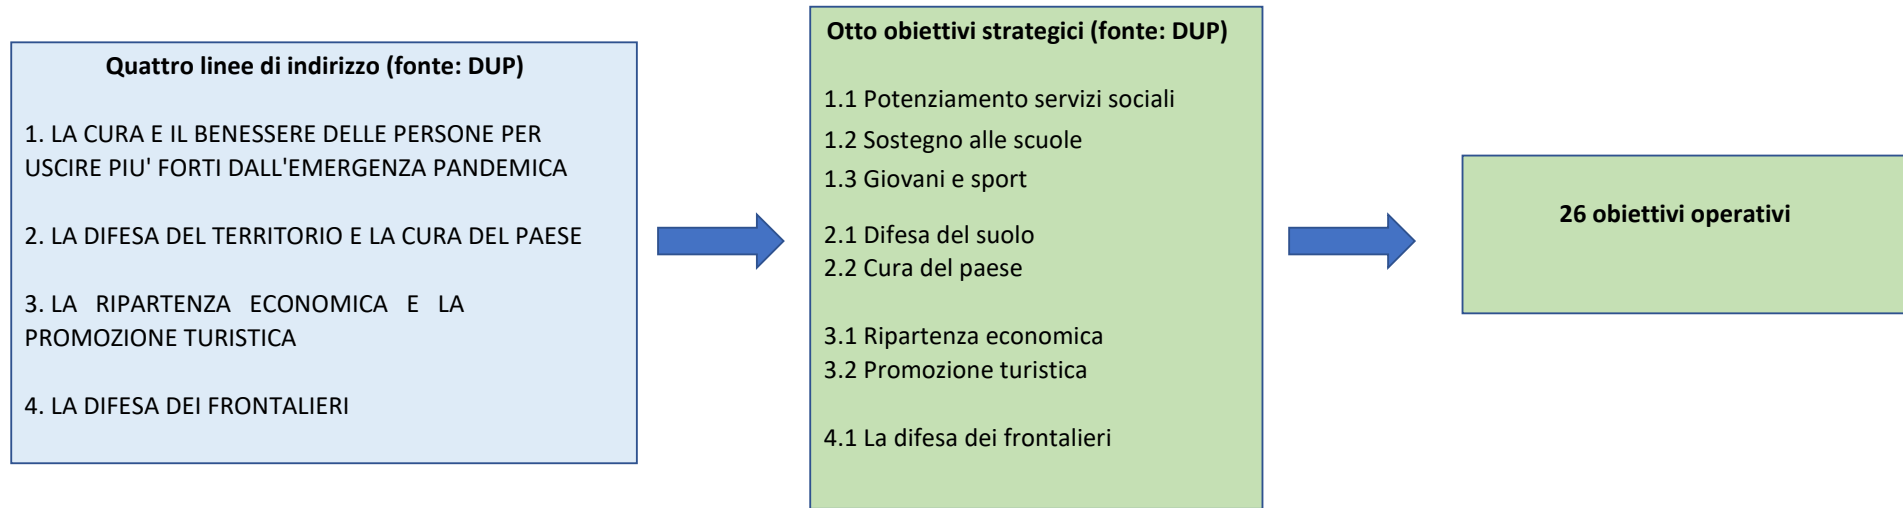 Quattro linee di indirizzo (fonte: DUP)
1. LA CURA E IL BENESSERE DELLE PERSONE PER
USCIRE PIU' FORTI DALL'EMERGENZA PANDEMICA
2. LA DIFESA DEL TERRITORIO E LA CURA DEL PAESE
3. LA RIPARTENZA ECONOMICA E LA
PROMOZIONE TURISTICA
4. LA DIFESA DEI FRONTALIERI
Otto obiettivi strategici (fonte: DUP)
1.1 Potenziamento servizi sociali
1.2 Sostegno alle scuole
1.3 Giovani e sport
2.1 Difesa del suolo
2.2 Cura del paese
3.1 Ripartenza economica
3.2 Promozione turistica
4.1 La difesa dei frontalieri
26 obiettivi operativi